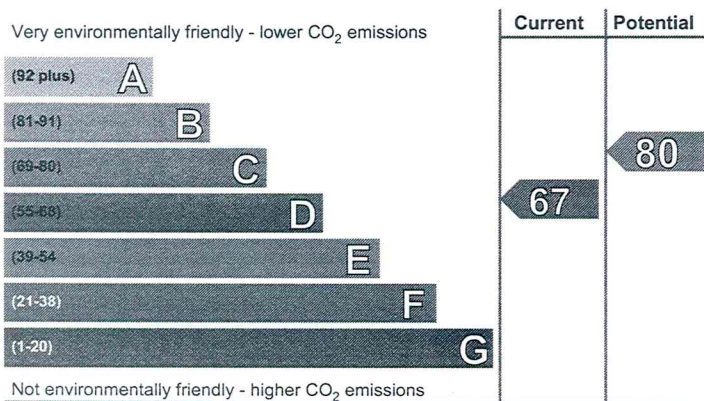 Very environmentally friendly - lower CO₂ emissions
Current
Potential
(92 plus) A
(81-91) B
(69-80) C
(55-68) D
(39-54 E
(21-38) F
(1-20) G
67
80
Not environmentally friendly - higher CO₂ emissions